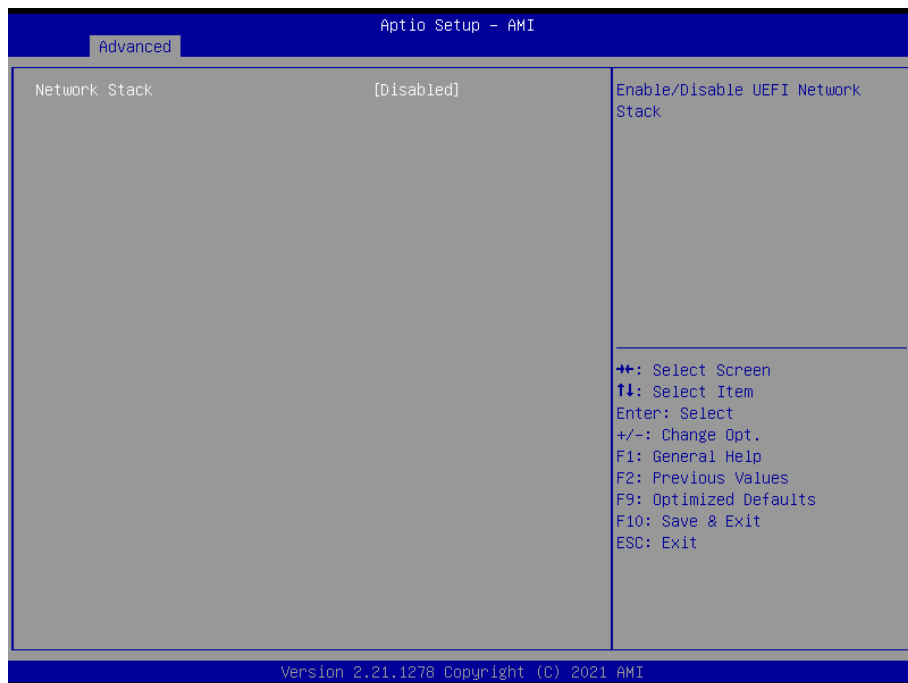 Aptio Setup – AMI
Advanced
Network Stack [Disabled]
Enable/Disable UEFI Network
Stack
→←: Select Screen
↑↓: Select Item
Enter: Select
+/-: Change Opt.
F1: General Help
F2: Previous Values
F9: Optimized Defaults
F10: Save & Exit
ESC: Exit
Version 2.21.1278 Copyright (C) 2021 AMI